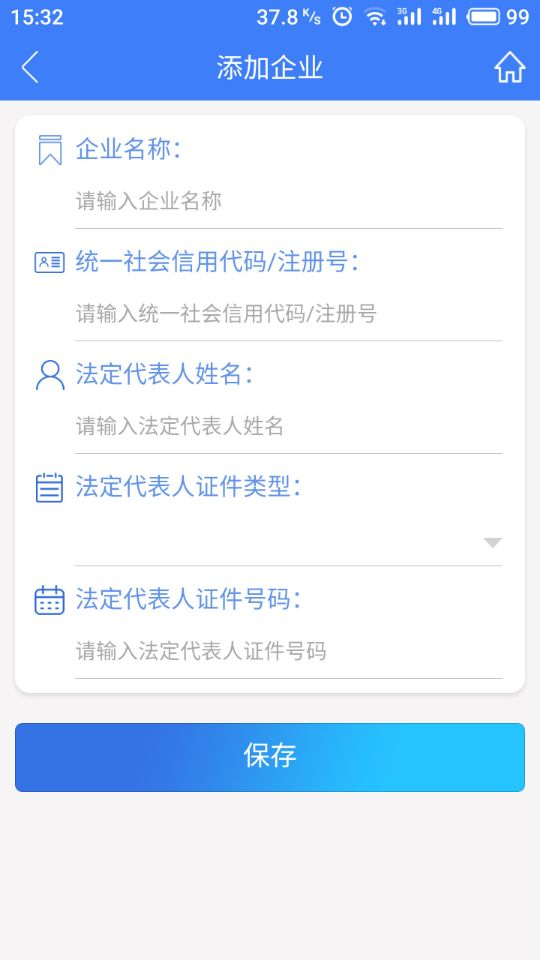 15:32 37.8 K/s 3G 4G 99
添加企业
企业名称：
请输入企业名称
统一社会信用代码/注册号：
请输入统一社会信用代码/注册号
法定代表人姓名：
请输入法定代表人姓名
法定代表人证件类型：
法定代表人证件号码：
请输入法定代表人证件号码
保存